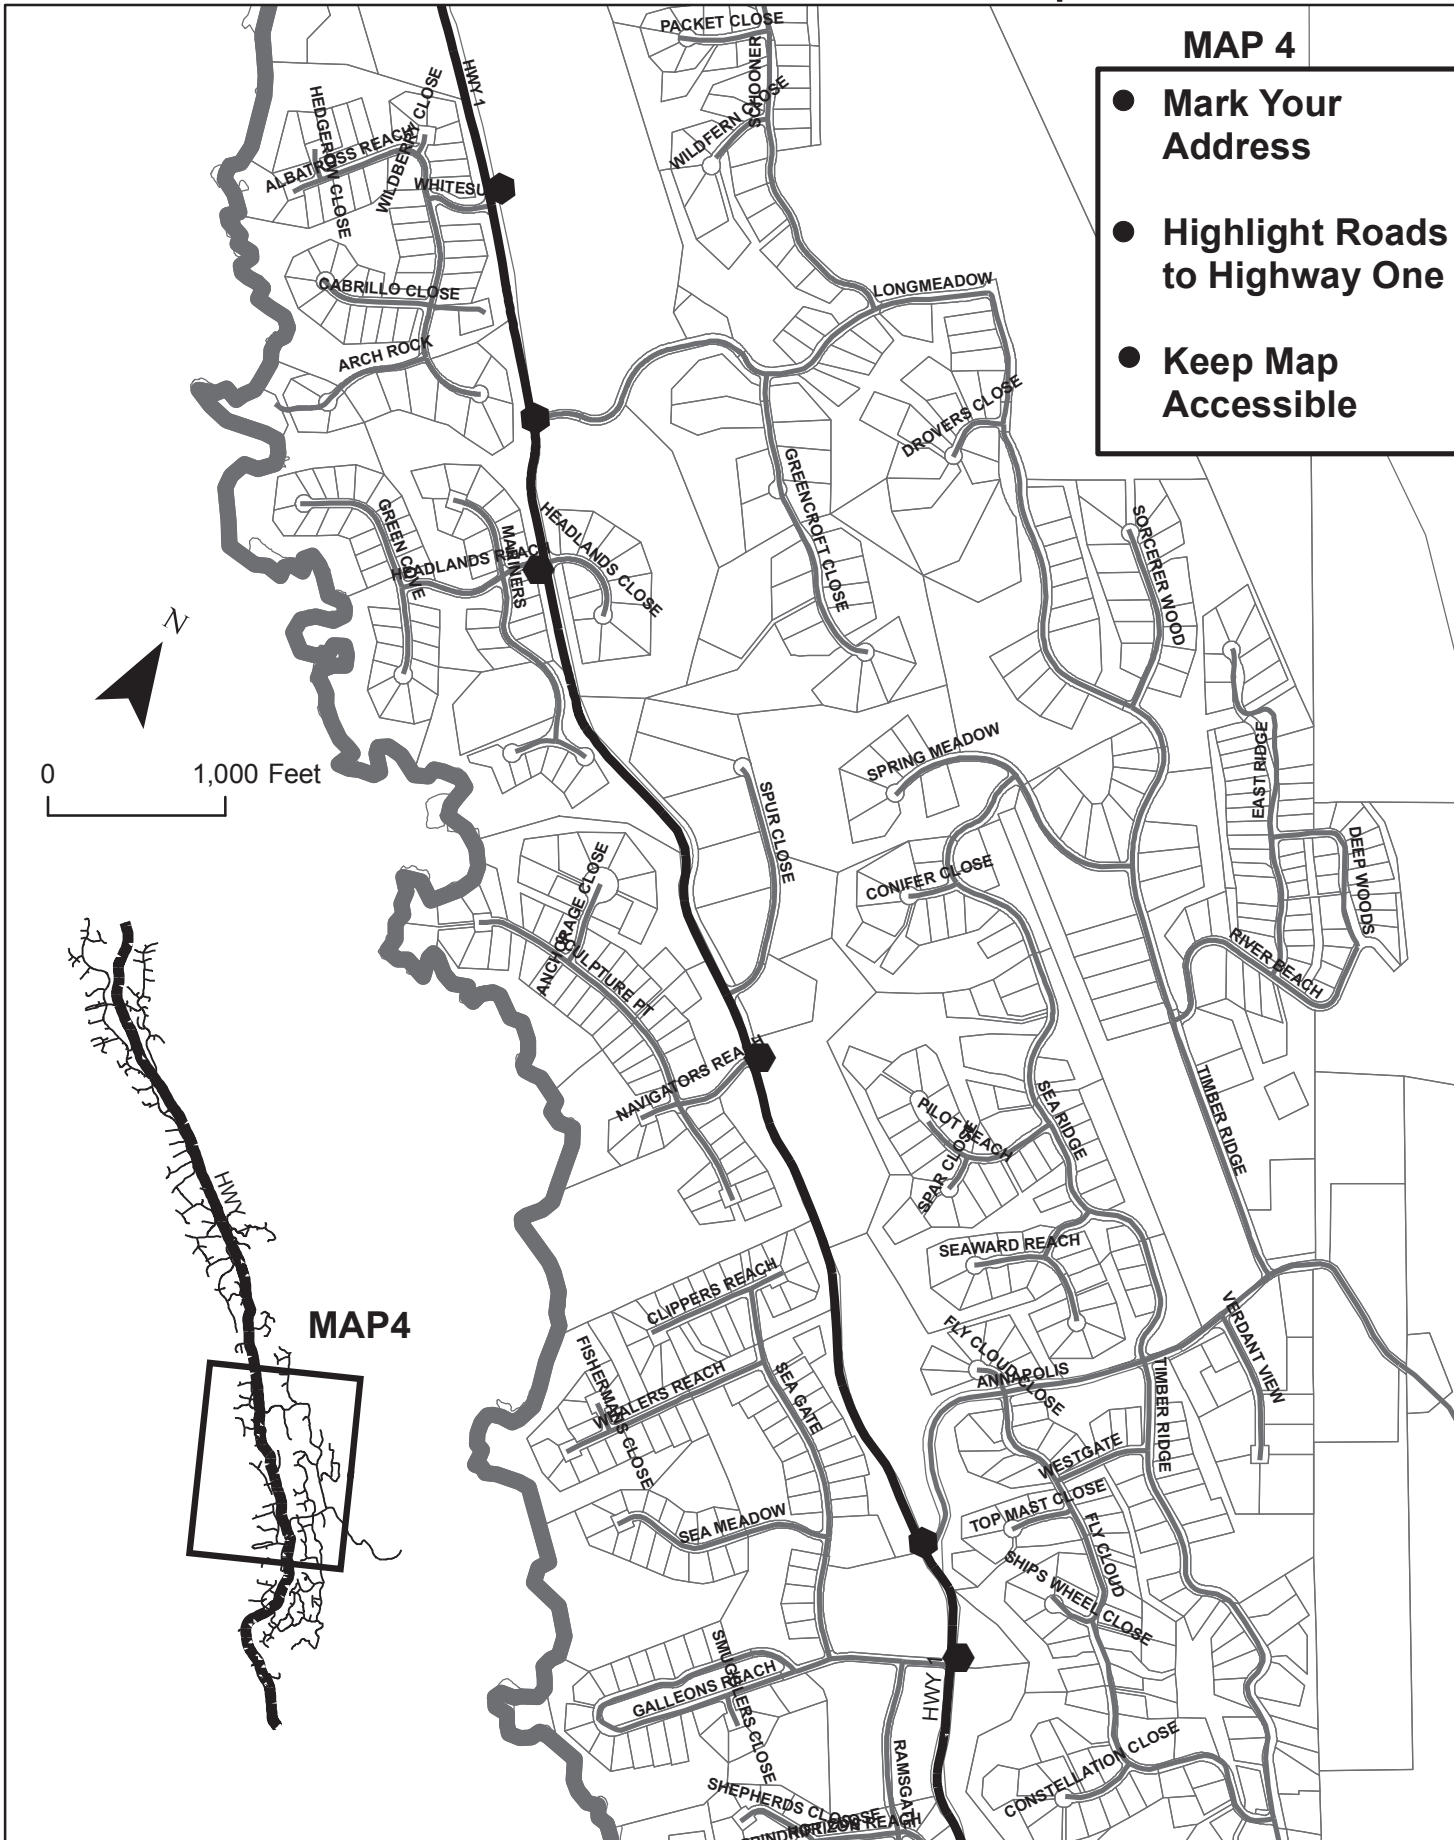 MAP 4
Mark Your
Address
Highlight Roads
to Highway One
Keep Map
Accessible
PACKET CLOSE
SCHOONER
WILDFERN CLOSE
HWY 1
HEDGEROW CLOSE
ALBATROSS REACH
WILDBERRY CLOSE
CABRILLO CLOSE
ARCH ROCK
LONGMEADOW
DROVERS CLOSE
GREENCROFT CLOSE
GREEN COVE
HEADLANDS REACH
MARINERS
HEADLANDS CLOSE
SORCERER WOOD
N
0
1,000 Feet
SPRING MEADOW
EAST RIDGE
SPUR CLOSE
DEEP WOODS
CONIFER CLOSE
ANCHORAGE CLOSE
SCULPTURE PT
RIVER BEACH
NAVIGATORS REACH
PILOT REACH
SPAR CLOSE
SEA RIDGE
TIMBER RIDGE
HWY
SEAWARD REACH
CLIPPERS REACH
MAP4
VERDANT VIEW
FISHERMANS CLOSE
WHALERS REACH
SEA GATE
FLY CLOUD CLOSE
ANNAPOLIS
TIMBER RIDGE
WESTGATE
TOP MAST CLOSE
SEA MEADOW
FLY CLOUD
SHIPS WHEEL CLOSE
SMUGGLERS CLOSE
GALLEONS REACH
HWY 1
CONSTELLATION CLOSE
SHEPHERDS CLOSE
HORIZON REACH